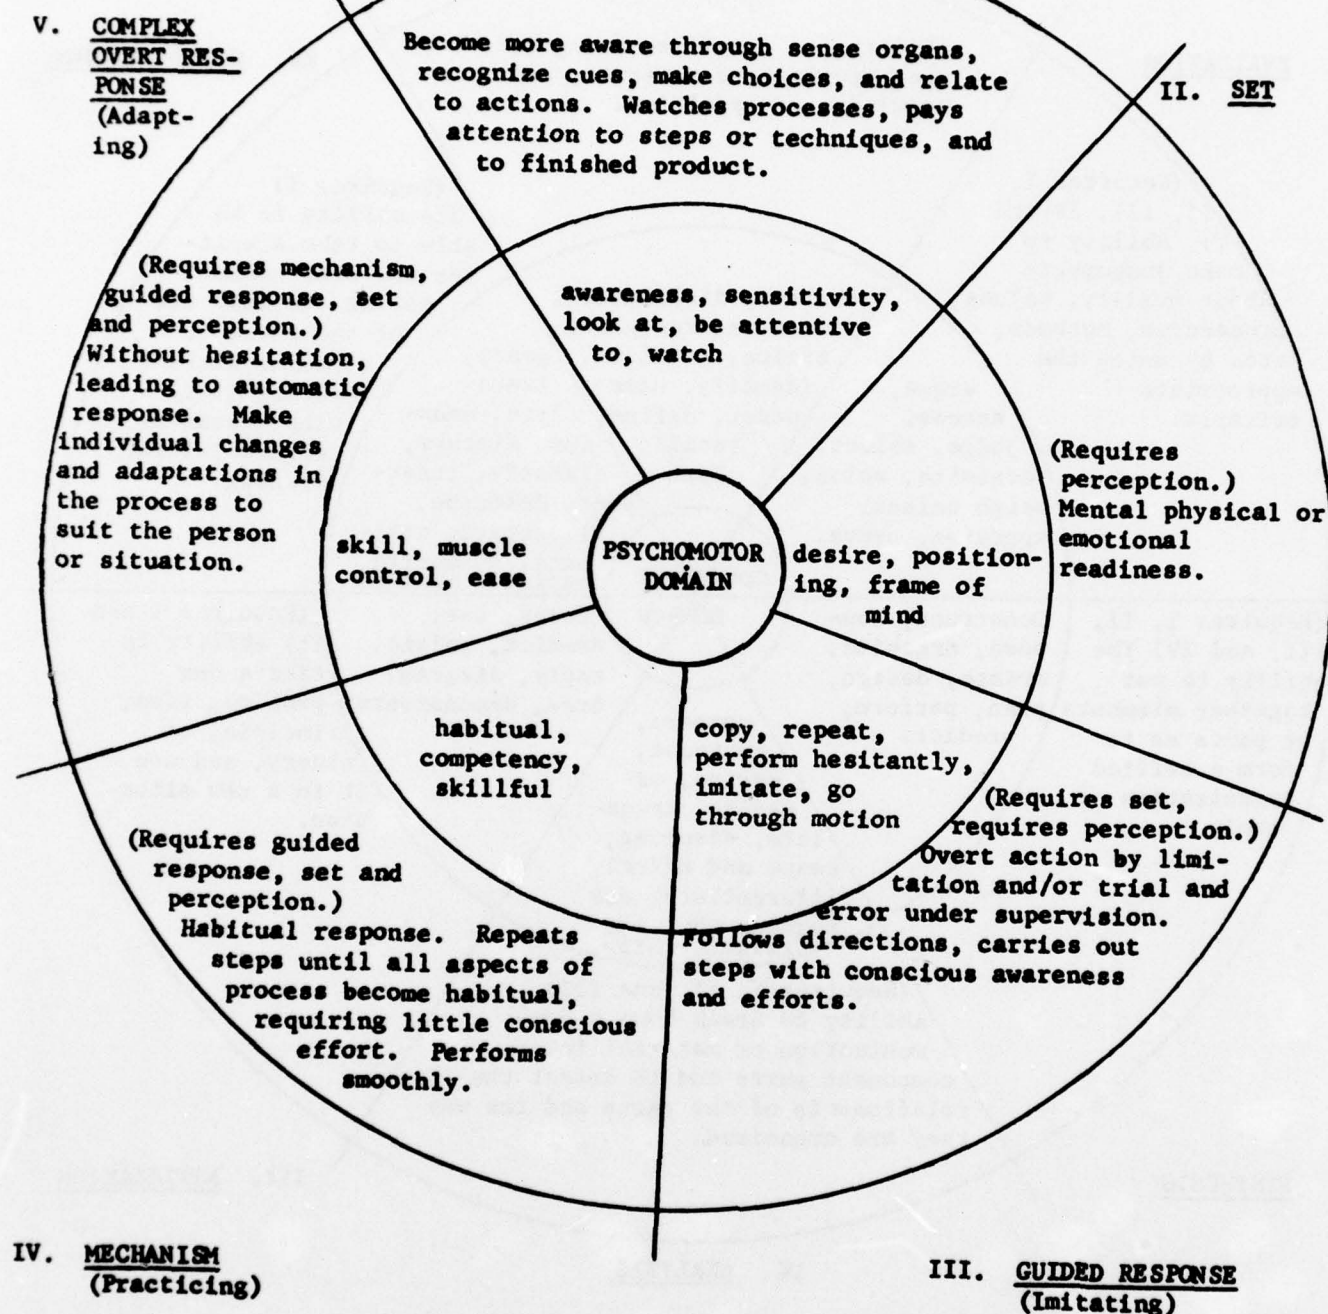 V. COMPLEX
OVERT RES-
PONSE
(Adapt-
ing)
Become more aware through sense organs,
recognize cues, make choices, and relate
to actions. Watches processes, pays
attention to steps or techniques, and
to finished product.
II. SET
(Requires mechanism,
guided response, set
and perception.)
Without hesitation,
leading to automatic
response. Make
individual changes
and adaptations in
the process to
suit the person
or situation.
awareness, sensitivity,
look at, be attentive
to, watch
(Requires
perception.)
Mental physical or
emotional
readiness.
skill, muscle
control, ease
PSYCHOMOTOR
DOMAIN
desire, position-
ing, frame of
mind
habitual,
competency,
skillful
copy, repeat,
perform hesitantly,
imitate, go
through motion
(Requires set,
requires perception.)
Overt action by limi-
tation and/or trial and
error under supervision.
Follows directions, carries out
steps with conscious awareness
and efforts.
(Requires guided
response, set and
perception.)
Habitual response. Repeats
steps until all aspects of
process become habitual,
requiring little conscious
effort. Performs
smoothly.
IV. MECHANISM
(Practicing)
III. GUIDED RESPONSE
(Imitating)